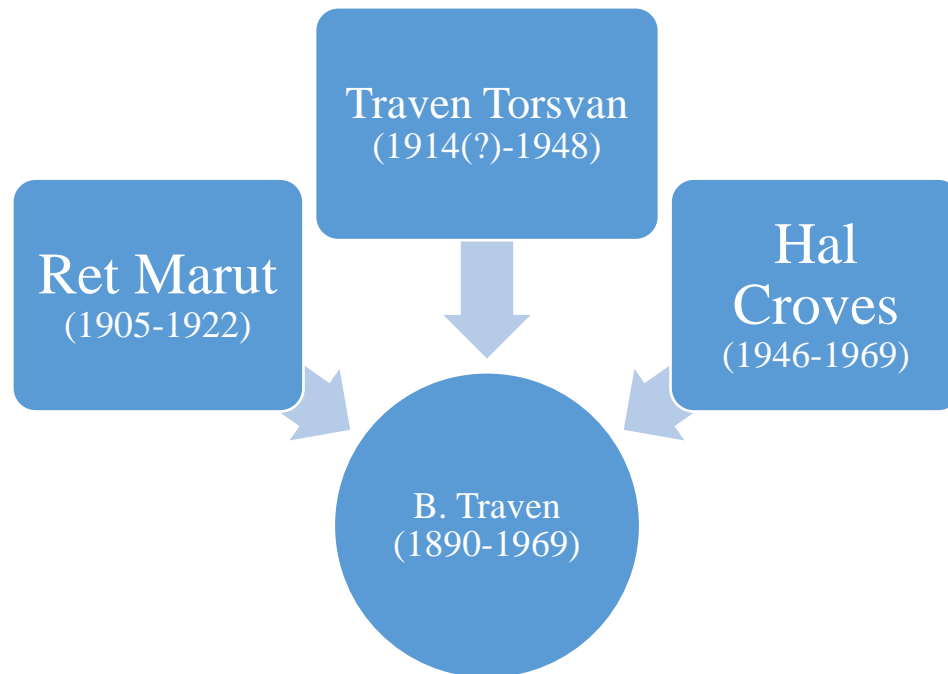 Traven Torsvan
(1914(?)-1948)
Ret Marut
(1905-1922)
Hal
Croves
(1946-1969)
B. Traven
(1890-1969)